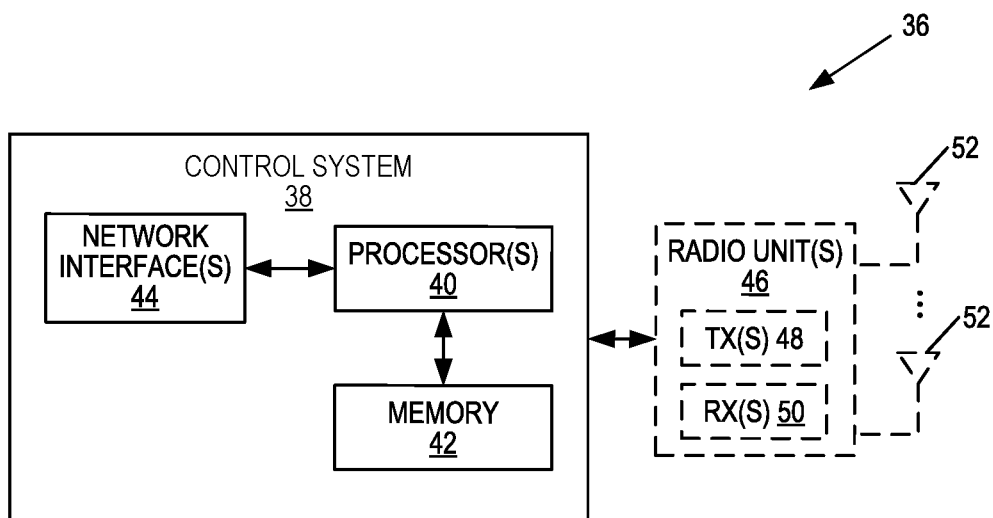 36
CONTROL SYSTEM
38
NETWORK
INTERFACE(S)
44
PROCESSOR(S)
40
MEMORY
42
RADIO UNIT(S)
46
TX(S) 48
RX(S) 50
52
52